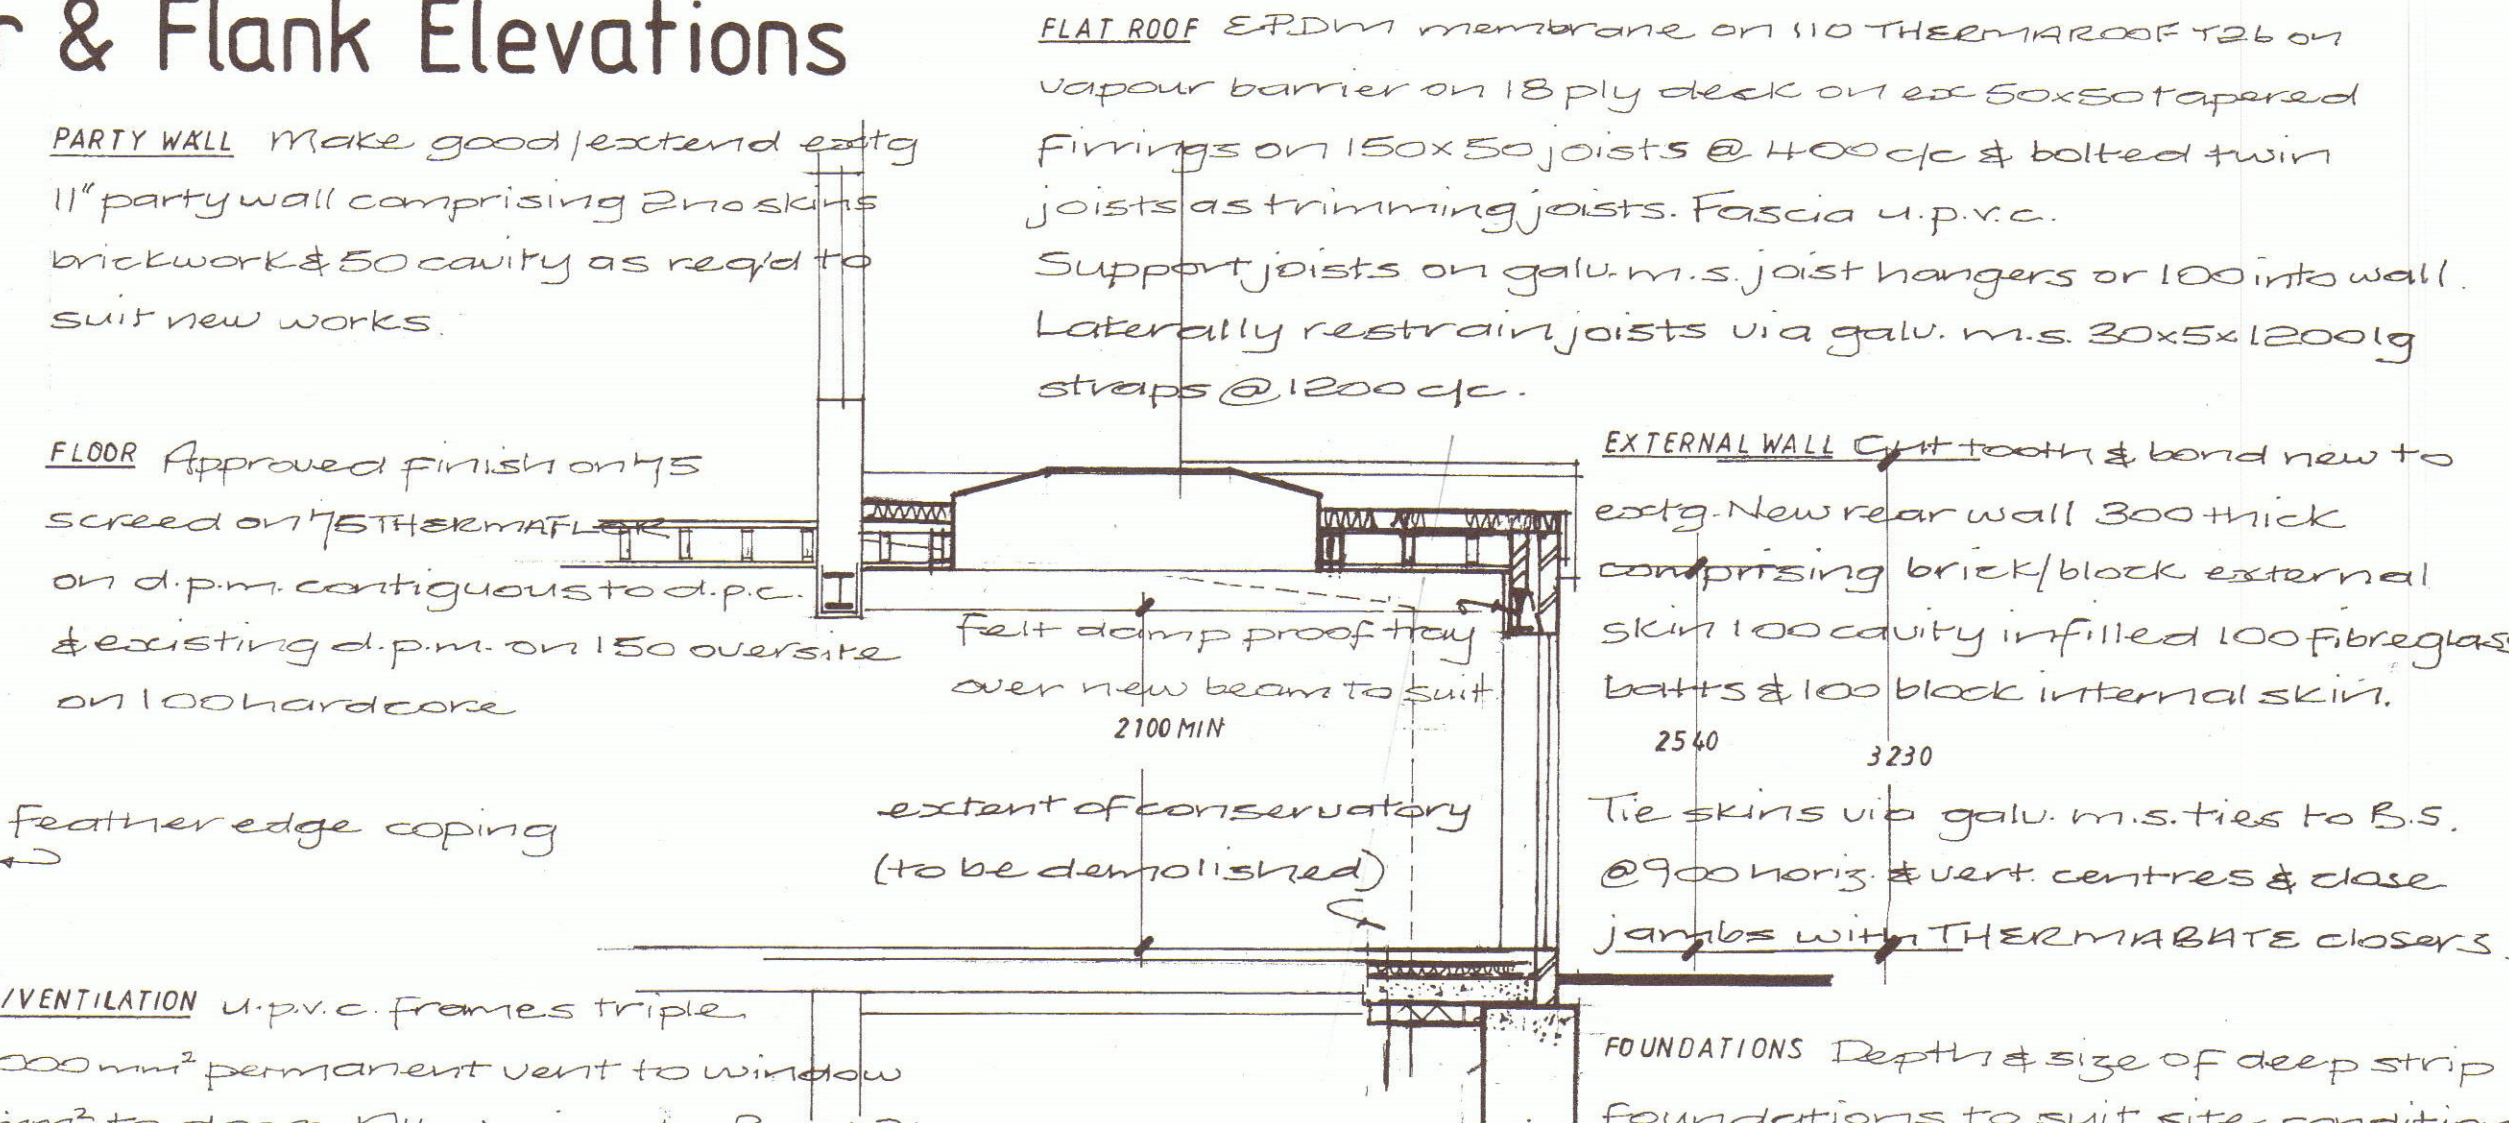 & Flank Elevations
PARTY WALL Make good/extend extg
11" party wall comprising 2no skins
brickwork & 50 cavity as req'd to
suit new works.
FLAT ROOF E.P.D.M membrane on 110 THERMAROOF T26 on
vapour barrier on 18 ply deck on ex 50x50 tapered
firrings on 150x50 joists @ 400 c/c & bolted twin
joists as trimming joists. Fascia u.p.v.c.
Support joists on galv. m.s. joist hangers or 100 into wall.
Laterally restrain joists via galv. m.s. 30x5x1200lg
straps @ 1200 c/c.
FLOOR Approved finish on 75
screed on 75 THERMAFLOR
on d.p.m. contiguous to d.p.c.
& existing d.p.m. on 150 oversite
on 100 hardcore
EXTERNAL WALL Cut tooth & bond new to
extg. New rear wall 300 thick
comprising brick/block external
skin 100 cavity infilled 100 fibreglass
batts & 100 block internal skin.
felt damp proof tray
over new beam to suit
2100 MIN
2540
3230
Tie skins via galv. m.s. ties to B.S.
@ 900 horiz. & vert. centres & close
jambs with THERMABATE closers.
feather edge coping
extent of conservatory
(to be demolished)
/VENTILATION u.p.v.c. frames triple
000 mm² permanent vent to window
FOUNDATIONS Depth & size of deep strip
foundations to suit site